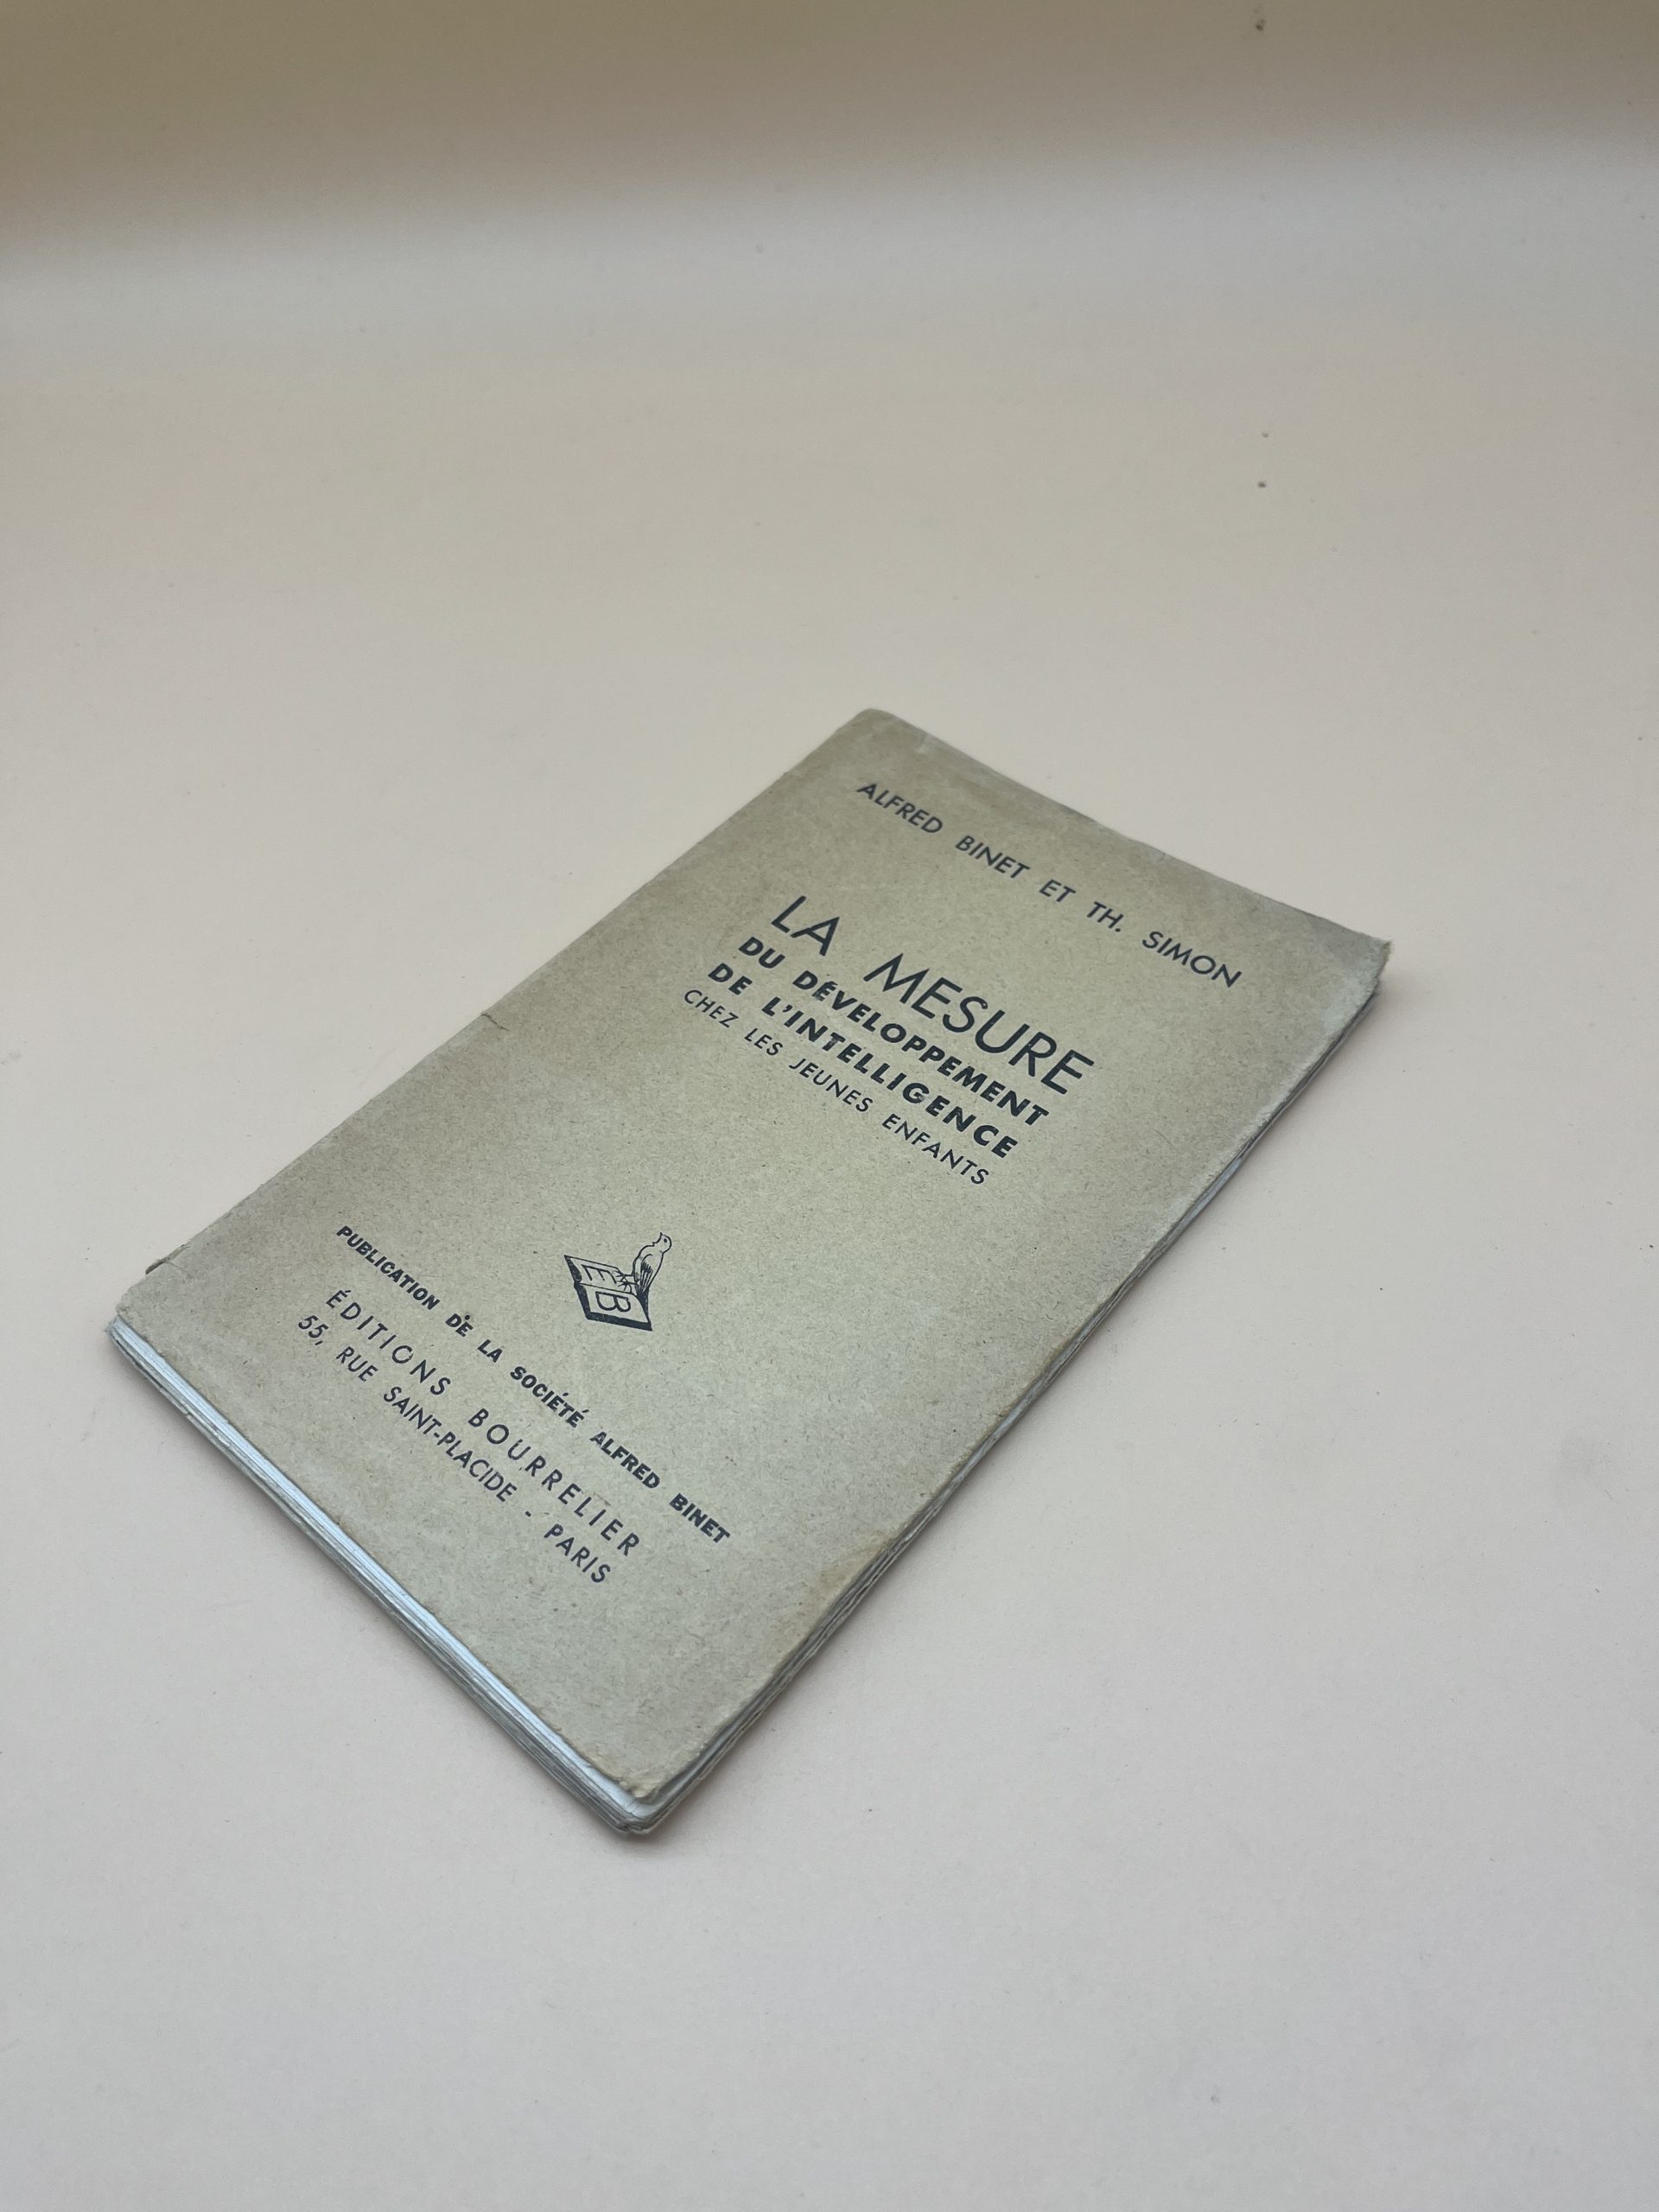 ALFRED BINET ET TH. SIMON
LA MESURE
DU DÉVELOPPEMENT
DE L'INTELLIGENCE
CHEZ LES JEUNES ENFANTS
EB
PUBLICATION DE LA SOCIÉTÉ ALFRED BINET
ÉDITIONS BOURRELIER
55, RUE SAINT-PLACIDE - PARIS